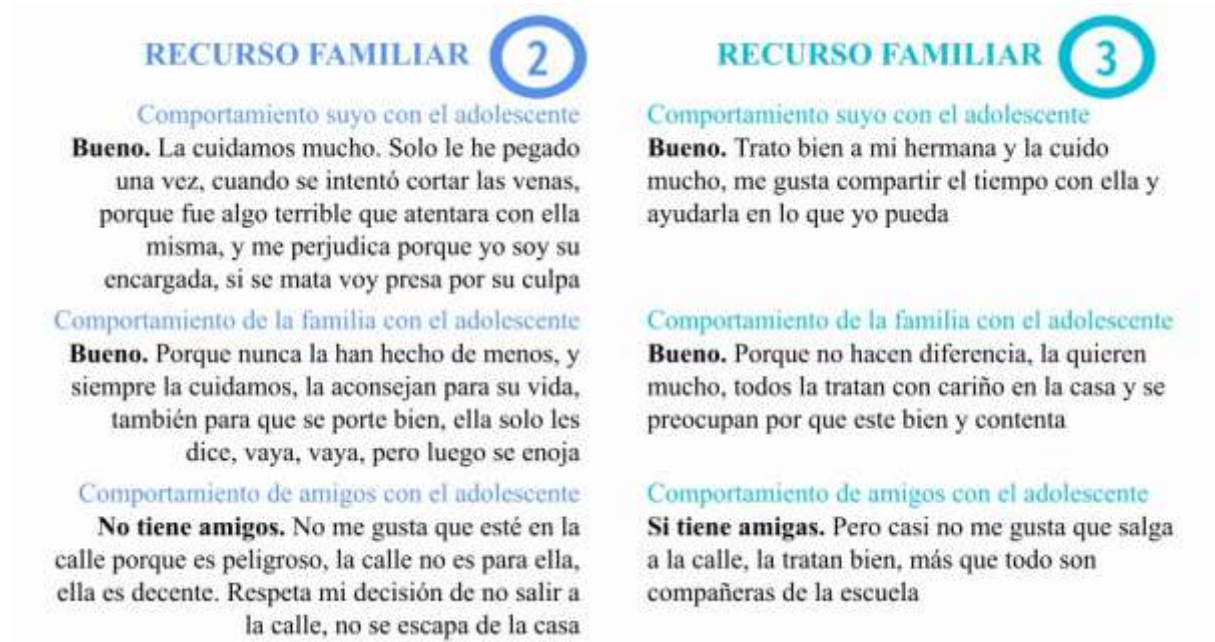 RECURSO FAMILIAR 2
Comportamiento suyo con el adolescente
Bueno. La cuidamos mucho. Solo le he pegado
una vez, cuando se intentó cortar las venas,
porque fue algo terrible que atentara con ella
misma, y me perjudica porque yo soy su
encargada, si se mata voy presa por su culpa
Comportamiento de la familia con el adolescente
Bueno. Porque nunca la han hecho de menos, y
siempre la cuidamos, la aconsejan para su vida,
también para que se porte bien, ella solo les
dice, vaya, vaya, pero luego se enoja
Comportamiento de amigos con el adolescente
No tiene amigos. No me gusta que esté en la
calle porque es peligroso, la calle no es para ella,
ella es decente. Respeta mi decisión de no salir a
la calle, no se escapa de la casa
RECURSO FAMILIAR 3
Comportamiento suyo con el adolescente
Bueno. Trato bien a mi hermana y la cuido
mucho, me gusta compartir el tiempo con ella y
ayudarla en lo que yo pueda
Comportamiento de la familia con el adolescente
Bueno. Porque no hacen diferencia, la quieren
mucho, todos la tratan con cariño en la casa y se
preocupan por que este bien y contenta
Comportamiento de amigos con el adolescente
Si tiene amigas. Pero casi no me gusta que salga
a la calle, la tratan bien, más que todo son
compañeras de la escuela